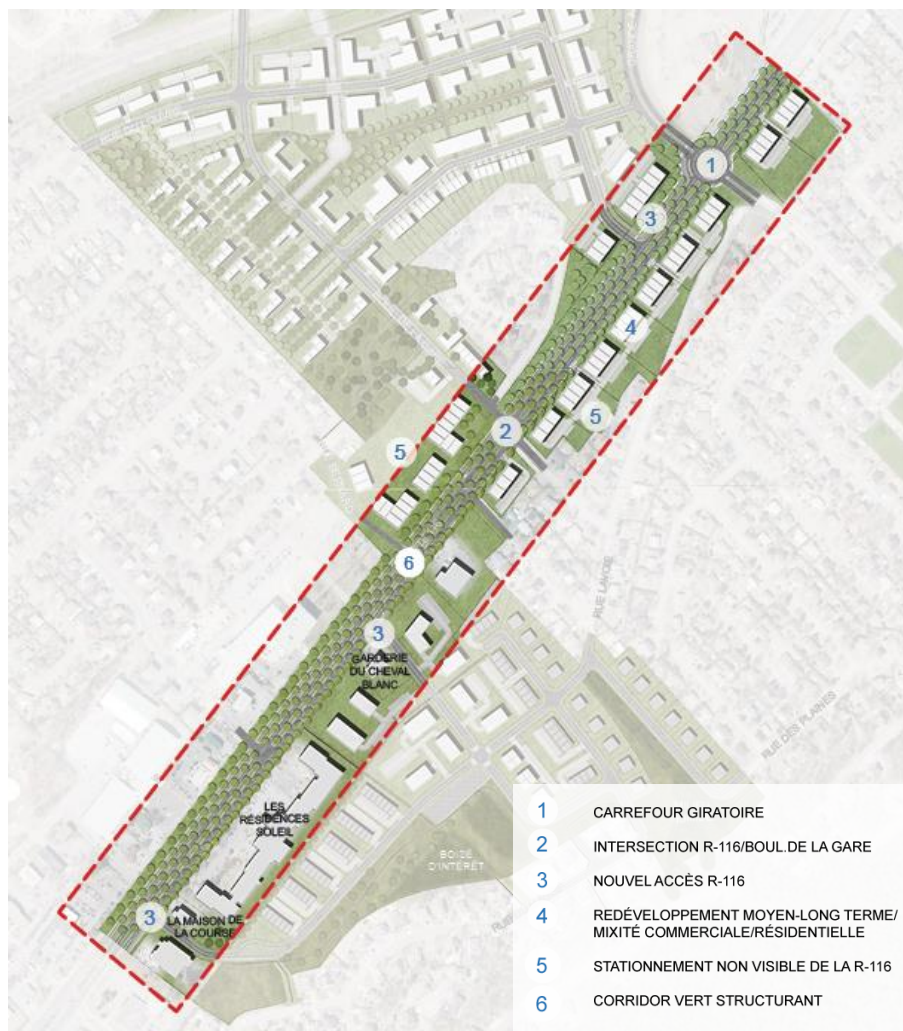 1
3
4
5
2
5
6
3
GARDERIE
DU CHEVAL
BLANC
RUE LAROSE
RUE DES PLAINES
LES
RÉSIDENCES
SOLEIL
BOISÉ
D'INTÉRÊT
3
LA MAISON DE
LA COURSE
1 CARREFOUR GIRATOIRE
2 INTERSECTION R-116/BOUL.DE LA GARE
3 NOUVEL ACCÈS R-116
4 REDÉVELOPPEMENT MOYEN-LONG TERME/
MIXITÉ COMMERCIALE/RÉSIDENTIELLE
5 STATIONNEMENT NON VISIBLE DE LA R-116
6 CORRIDOR VERT STRUCTURANT